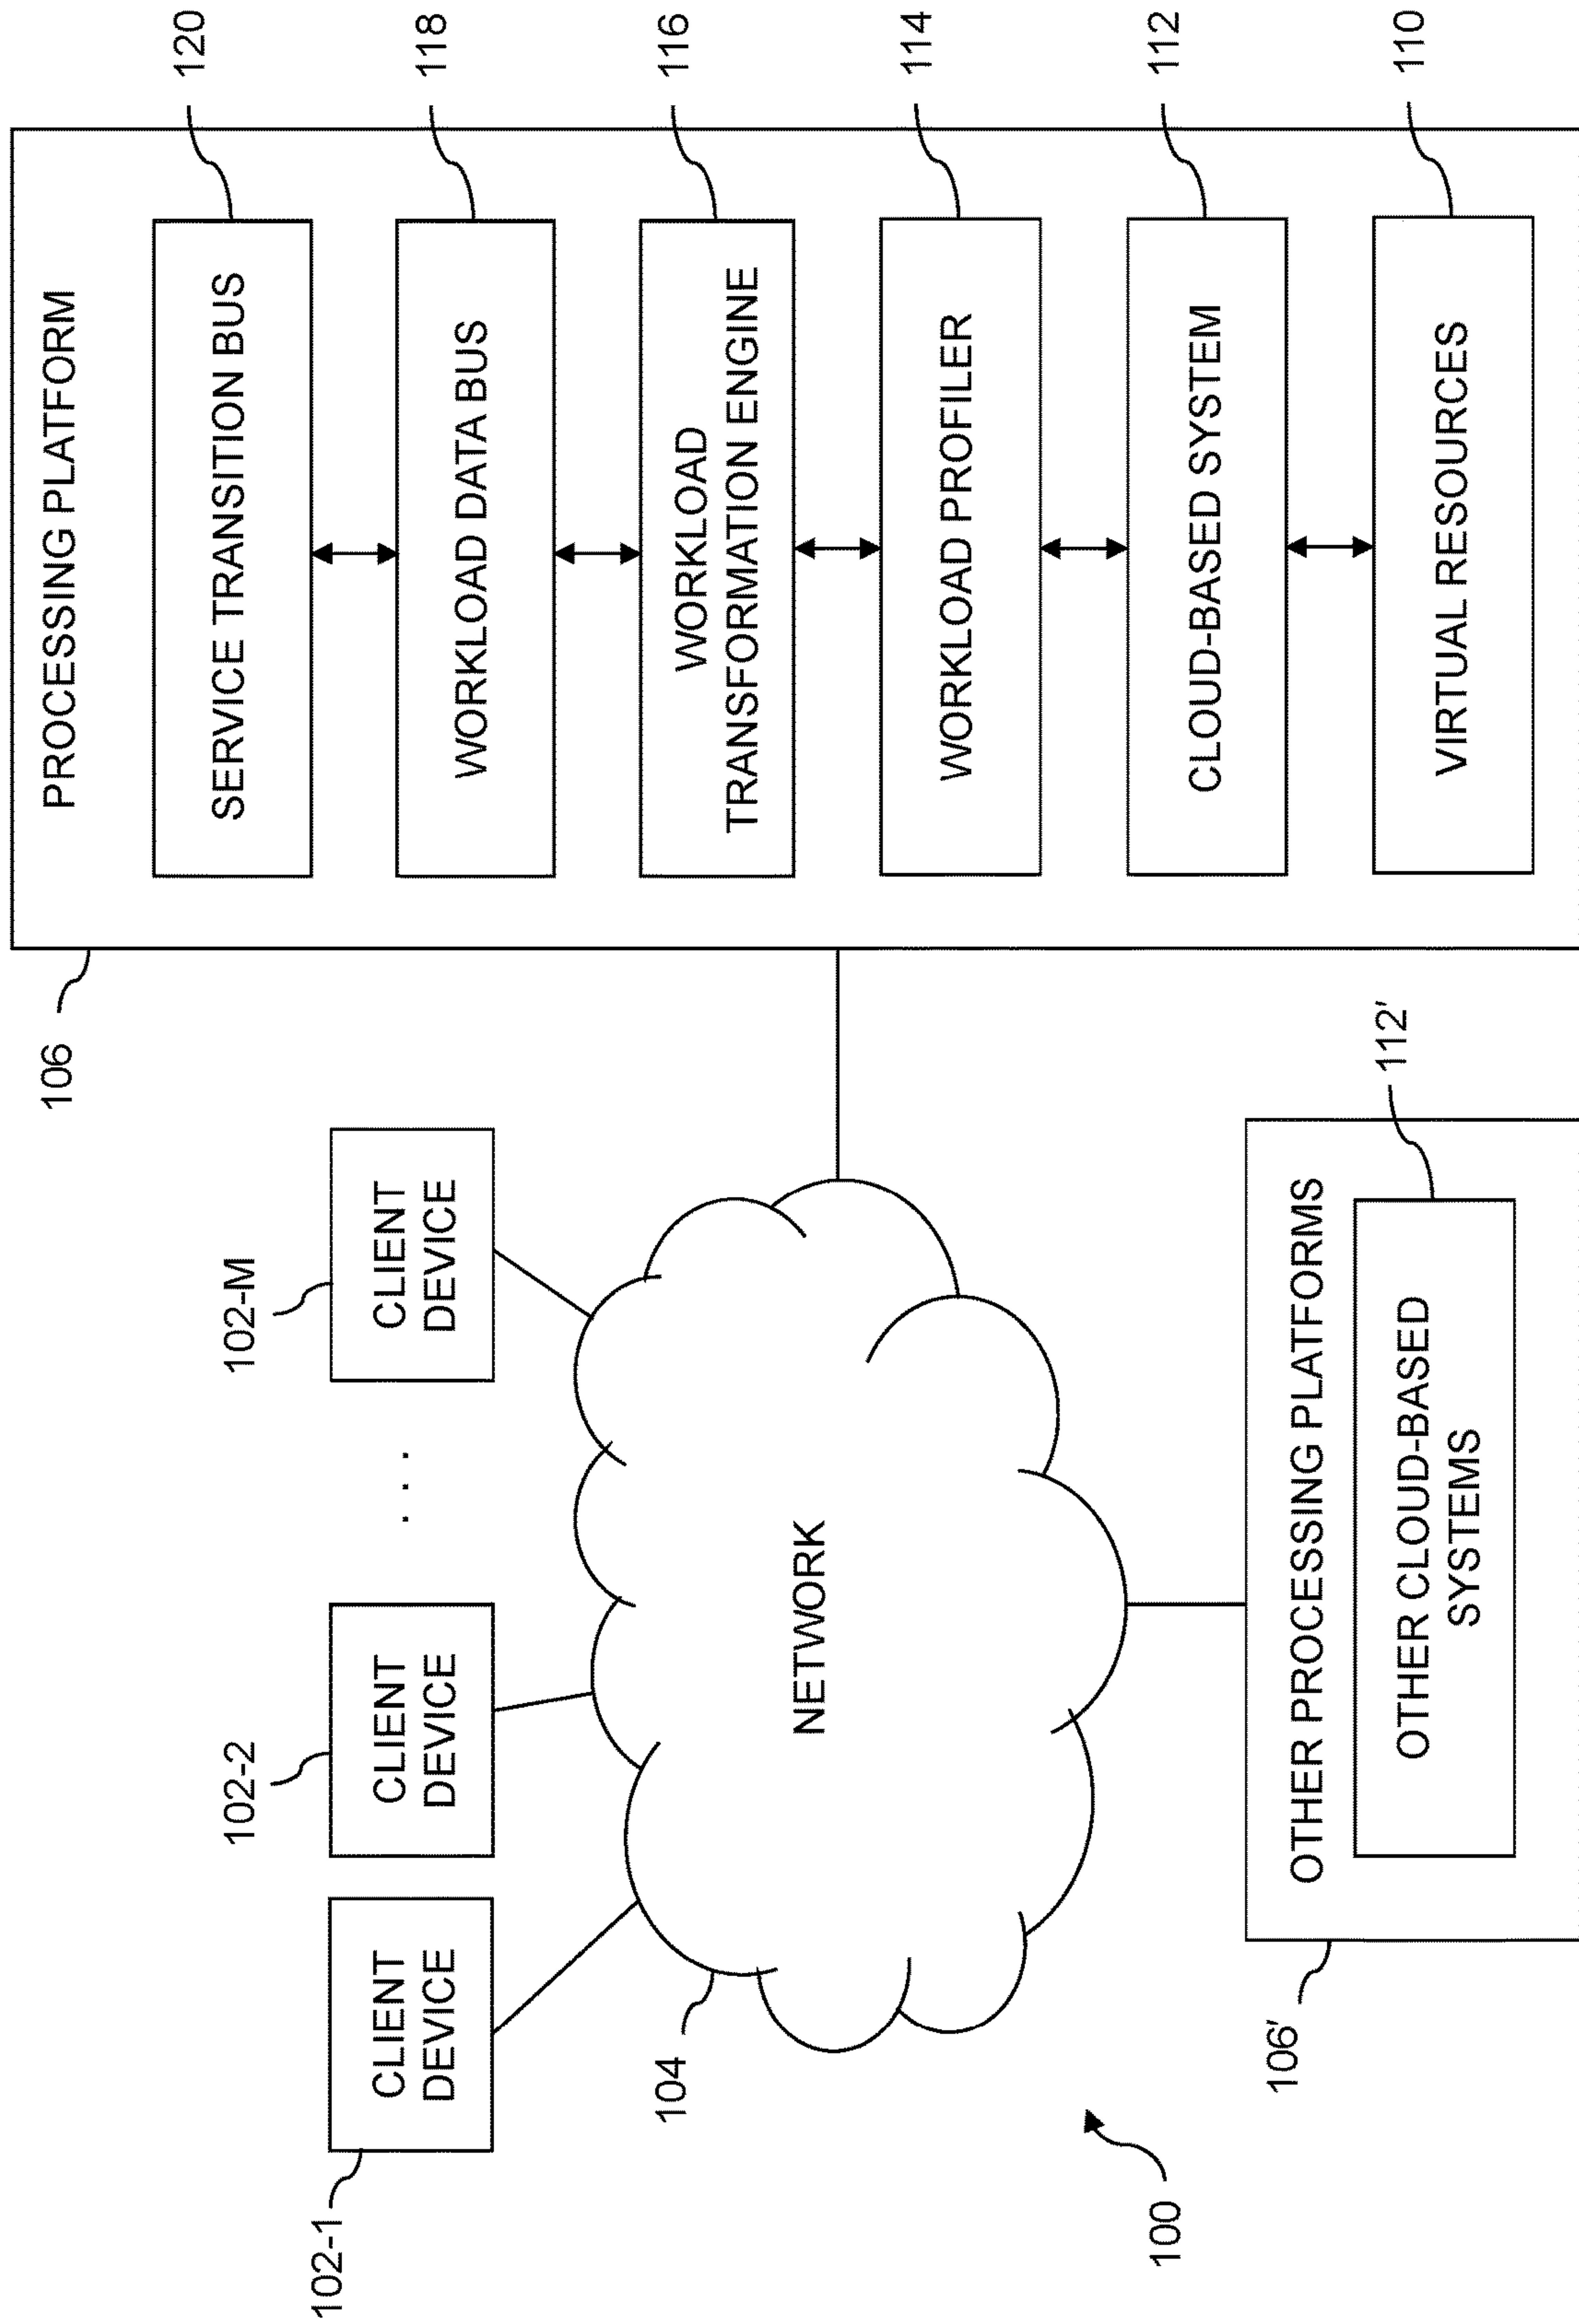 102-1
CLIENT
DEVICE
102-2
CLIENT
DEVICE
. . .
102-M
CLIENT
DEVICE
104
NETWORK
100
106'
OTHER PROCESSING PLATFORMS
OTHER CLOUD-BASED
SYSTEMS
112'
106
PROCESSING PLATFORM
SERVICE TRANSITION BUS
120
WORKLOAD DATA BUS
118
WORKLOAD
TRANSFORMATION ENGINE
116
WORKLOAD PROFILER
114
CLOUD-BASED SYSTEM
112
VIRTUAL RESOURCES
110